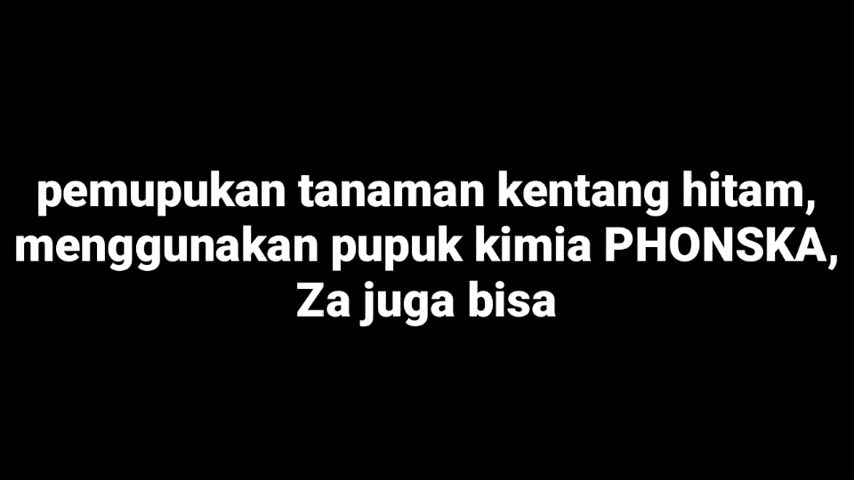 pemupukan tanaman kentang hitam,
menggunakan pupuk kimia PHONSKA,
Za juga bisa